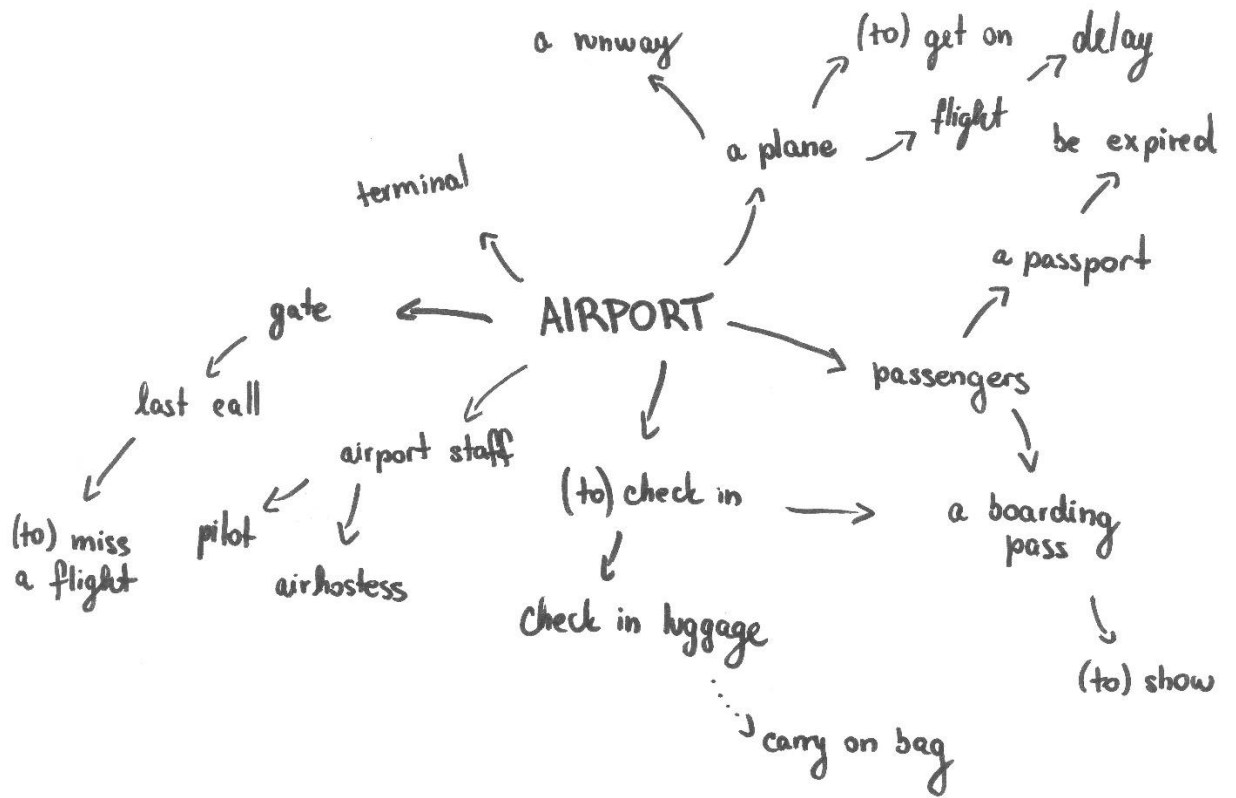 a runway
(to) get on
delay
flight
a plane
be expired
terminal
a passport
gate
AIRPORT
passengers
last call
airport staff
(to) check in
a boarding
pass
(to) miss
a flight
pilot
airhostess
check in luggage
(to) show
carry on bag